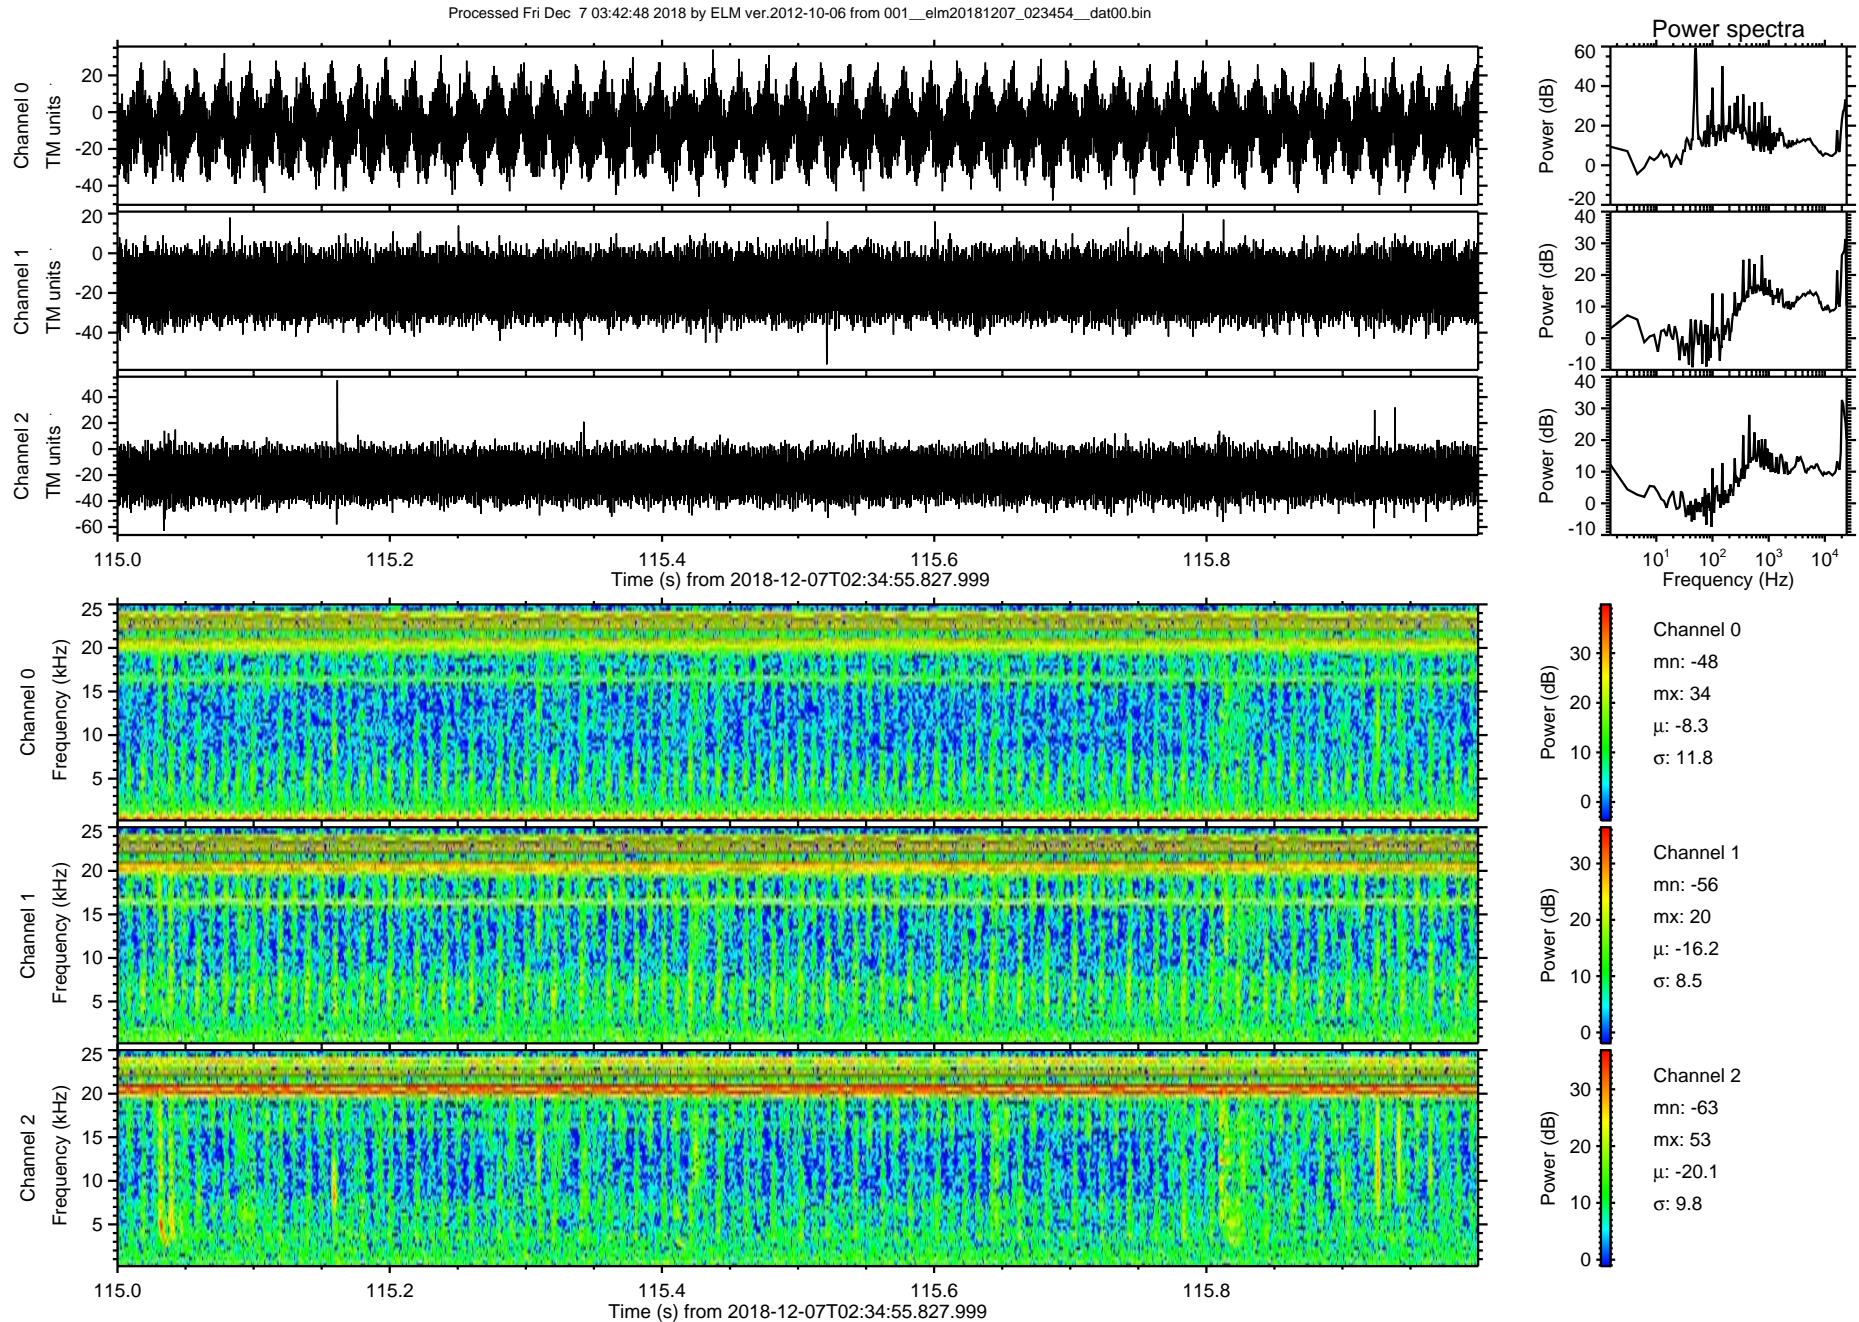 Processed Fri Dec  7 03:42:48 2018 by ELM ver.2012-10-06 from 001__elm20181207_023454__dat00.bin
Power spectra
Channel 0
TM units
20
0
-20
-40
Power (dB)
60
40
20
0
-20
Channel 1
TM units
20
0
-20
-40
Power (dB)
40
30
20
10
0
-10
Channel 2
TM units
40
20
0
-20
-40
-60
Power (dB)
40
30
20
10
0
-10
115.0 115.2 115.4 115.6 115.8
Time (s) from 2018-12-07T02:34:55.827.999
10^1 10^2 10^3 10^4
Frequency (Hz)
Channel 0
Frequency (kHz)
25
20
15
10
5
Power (dB)
30
20
10
0
Channel 0
mn: -48
mx: 34
μ: -8.3
σ: 11.8
Channel 1
Frequency (kHz)
25
20
15
10
5
Power (dB)
30
20
10
0
Channel 1
mn: -56
mx: 20
μ: -16.2
σ: 8.5
Channel 2
Frequency (kHz)
25
20
15
10
5
Power (dB)
30
20
10
0
Channel 2
mn: -63
mx: 53
μ: -20.1
σ: 9.8
115.0 115.2 115.4 115.6 115.8
Time (s) from 2018-12-07T02:34:55.827.999